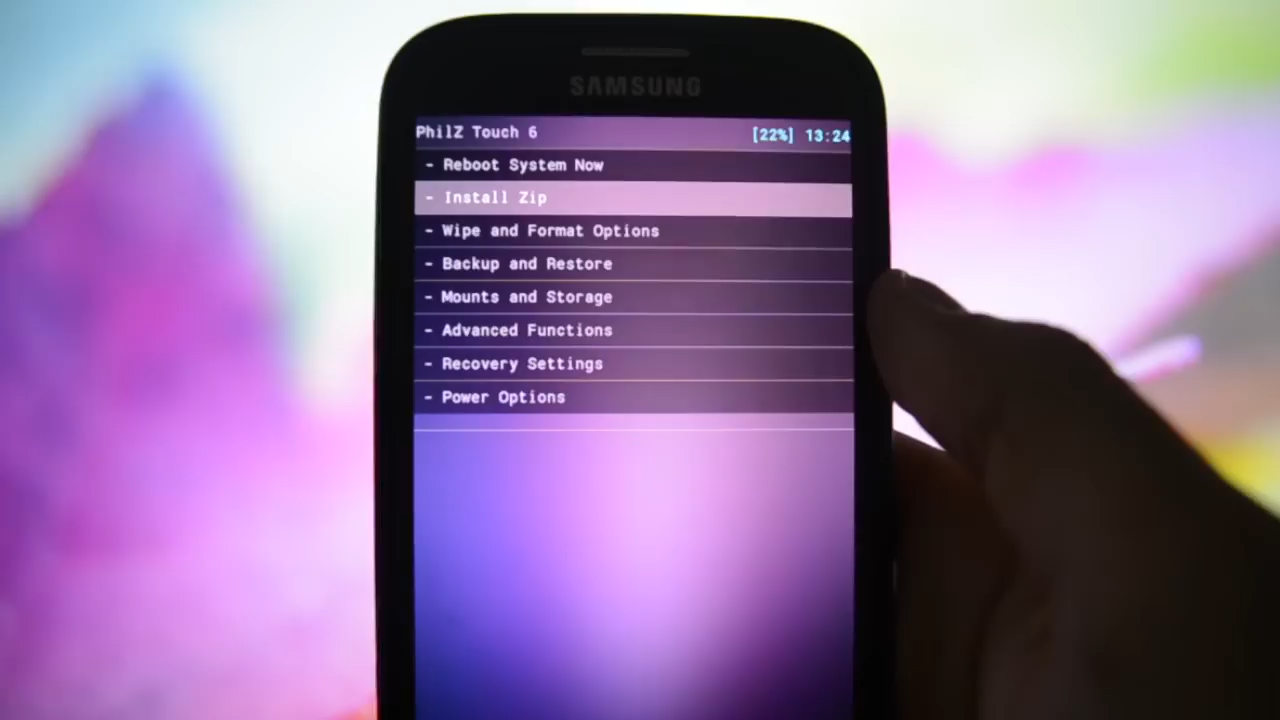 SAMSUNG
PhilZ Touch 6 [22%] 13:24
- Reboot System Now
- Install Zip
- Wipe and Format Options
- Backup and Restore
- Mounts and Storage
- Advanced Functions
- Recovery Settings
- Power Options